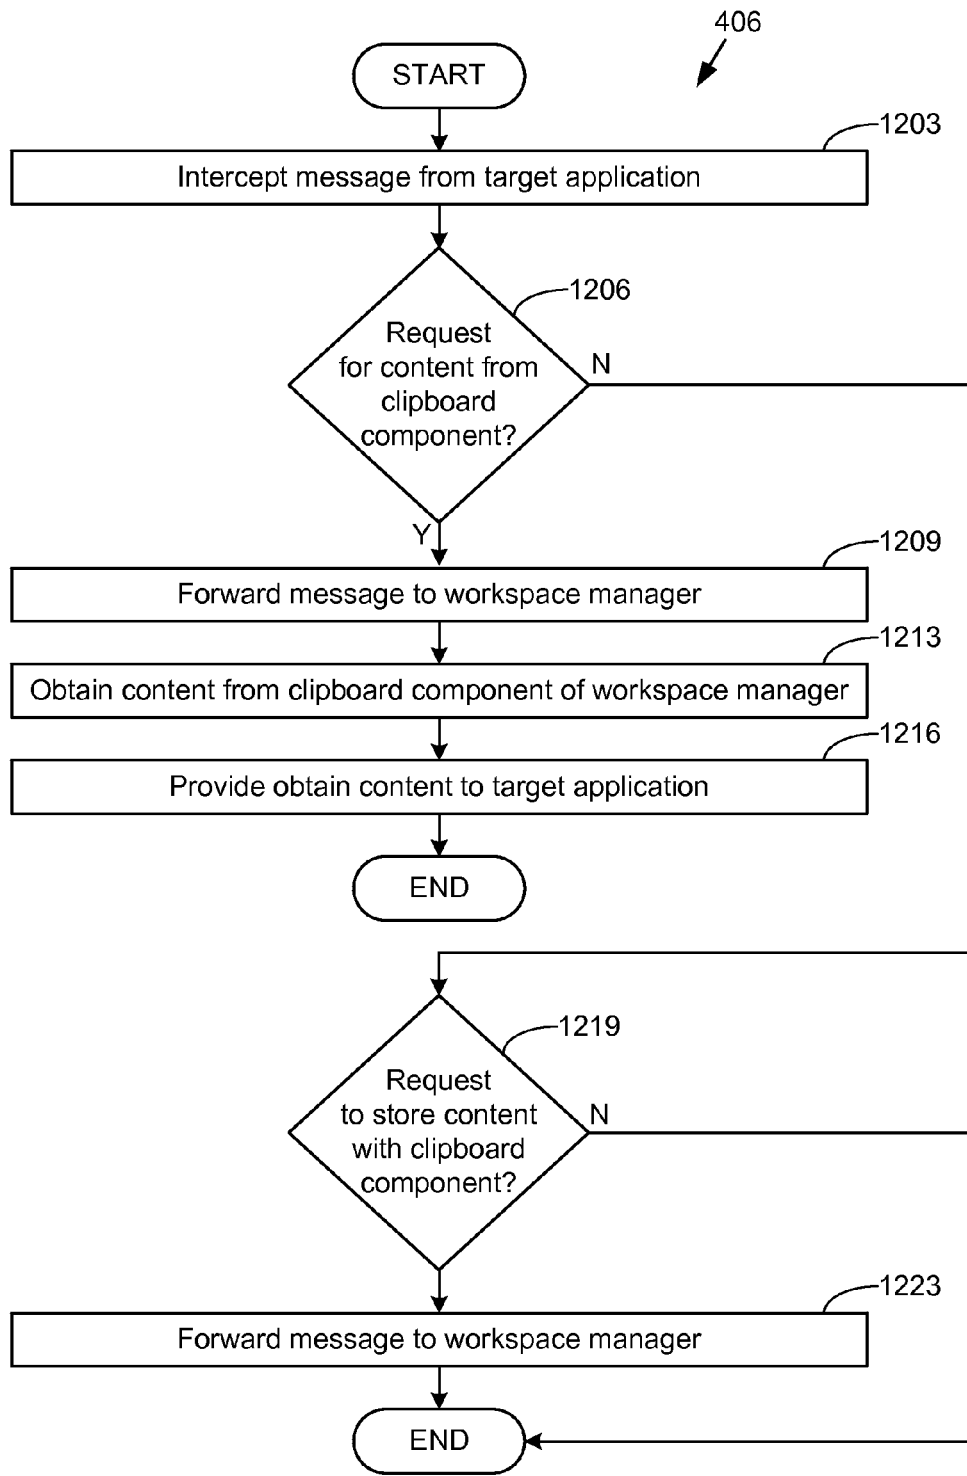 406
START
1203
Intercept message from target application
1206
Request
for content from
clipboard
component?
N
Y
1209
Forward message to workspace manager
1213
Obtain content from clipboard component of workspace manager
1216
Provide obtain content to target application
END
1219
Request
to store content
with clipboard
component?
N
1223
Forward message to workspace manager
END